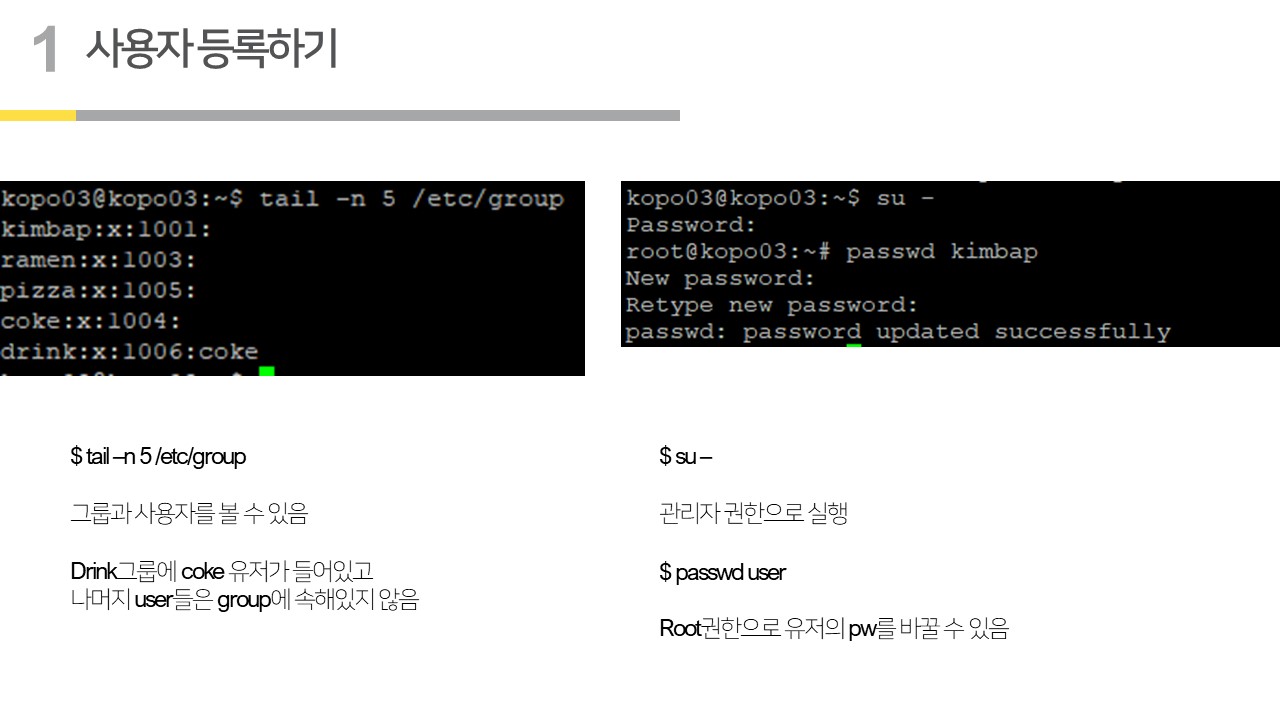 1 사용자 등록하기
kopo03@kopo03:~$ tail -n 5 /etc/group
kimbap:x:1001:
ramen:x:1003:
pizza:x:1005:
coke:x:1004:
drink:x:1006:coke
kopo03@kopo03:~$ su -
Password:
root@kopo03:~# passwd kimbap
New password:
Retype new password:
passwd: password updated successfully
$ tail –n 5 /etc/group
그룹과 사용자를 볼 수 있음
Drink그룹에 coke 유저가 들어있고
나머지 user들은 group에 속해있지 않음
$ su –
관리자 권한으로 실행
$ passwd user
Root권한으로 유저의 pw를 바꿀 수 있음